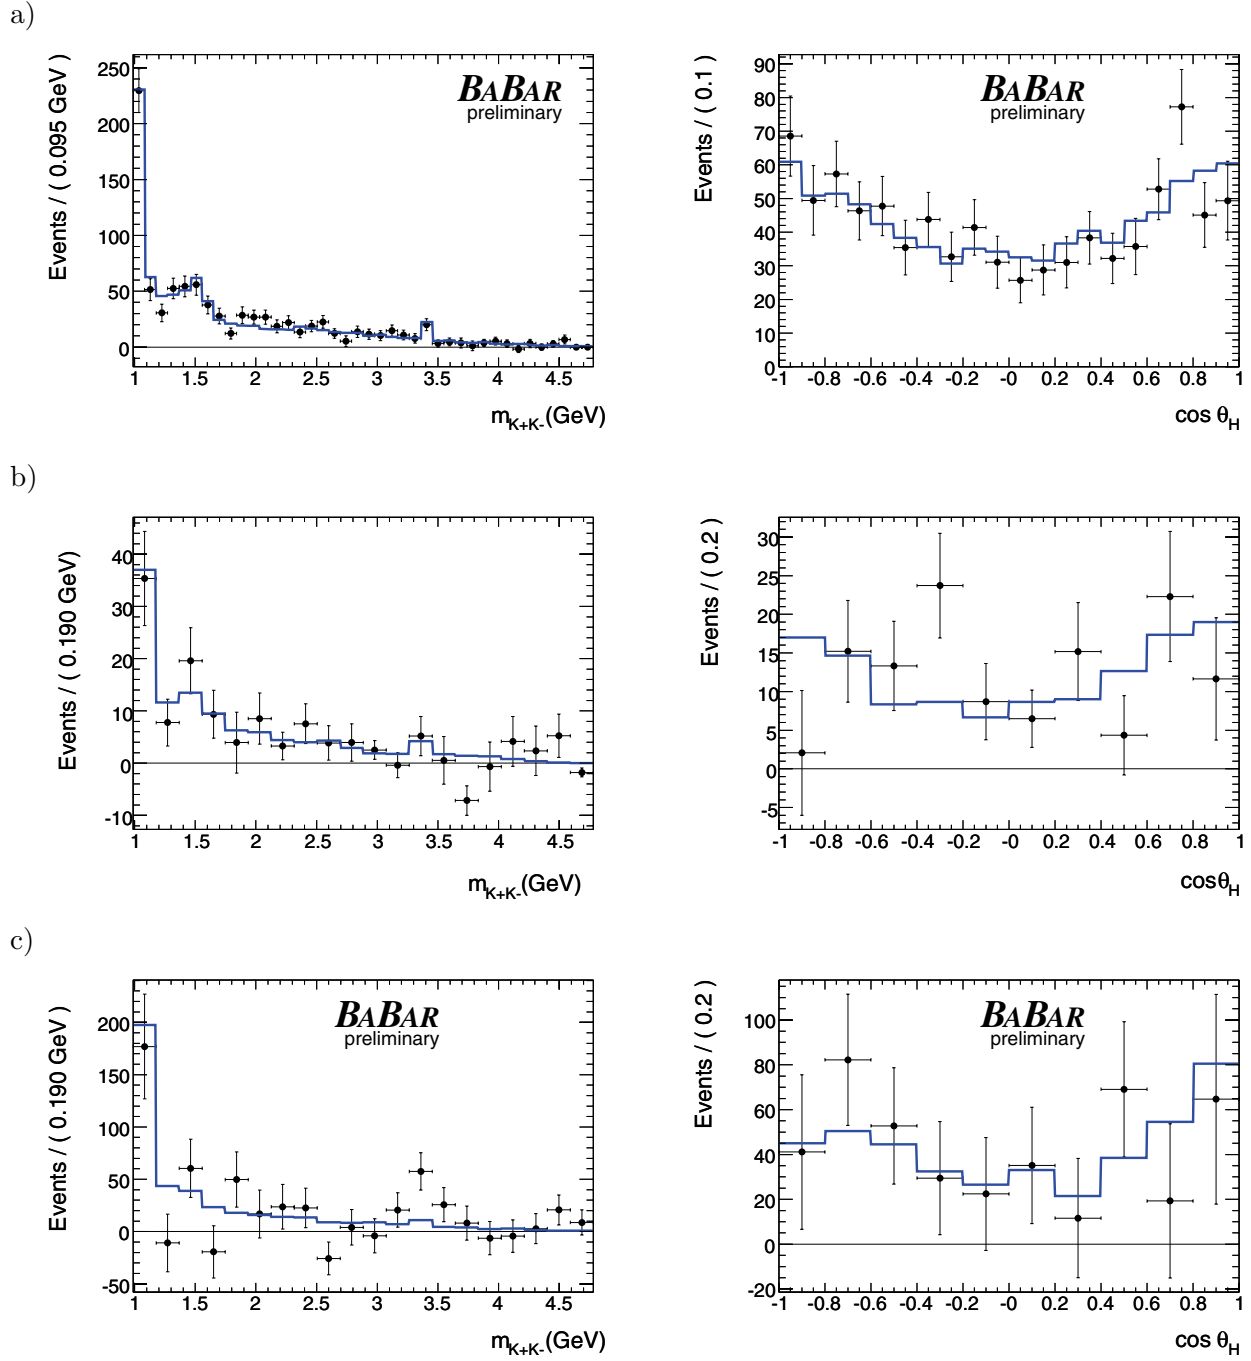 a)
Events / ( 0.095 GeV )
250
200
150
100
50
0
1 1.5 2 2.5 3 3.5 4 4.5
m_{K+K-}(GeV)
BABAR
preliminary
Events / ( 0.1 )
90
80
70
60
50
40
30
20
10
0
-1 -0.8 -0.6 -0.4 -0.2 -0 0.2 0.4 0.6 0.8 1
cos θ_H
BABAR
preliminary
b)
Events / ( 0.190 GeV )
40
30
20
10
0
-10
1 1.5 2 2.5 3 3.5 4 4.5
m_{K+K-}(GeV)
Events / ( 0.2 )
30
25
20
15
10
5
0
-5
-1 -0.8 -0.6 -0.4 -0.2 -0 0.2 0.4 0.6 0.8 1
cosθ_H
c)
Events / ( 0.190 GeV )
200
150
100
50
0
-50
1 1.5 2 2.5 3 3.5 4 4.5
m_{K+K-}(GeV)
BABAR
preliminary
Events / ( 0.2 )
100
80
60
40
20
0
-20
-1 -0.8 -0.6 -0.4 -0.2 -0 0.2 0.4 0.6 0.8 1
cos θ_H
BABAR
preliminary